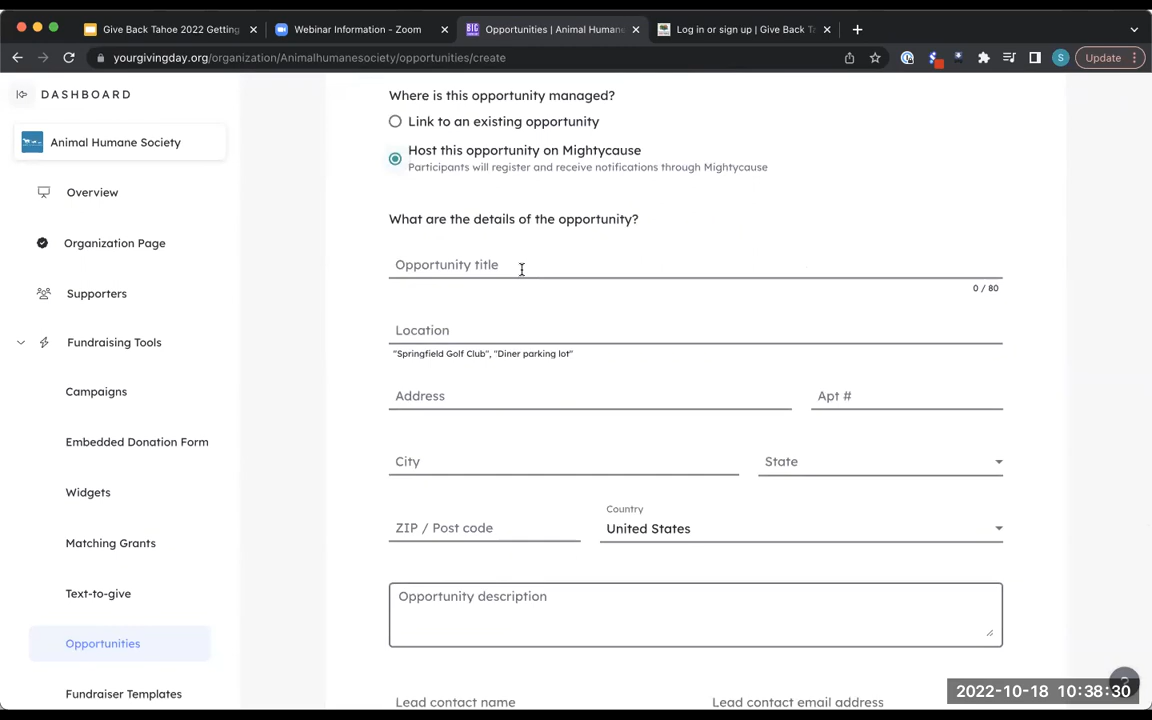 Give Back Tahoe 2022 Getting
Webinar Information - Zoom
BIG
Opportunities | Animal Humane
Log in or sign up | Give Back Ta
yourgivingday.org/organization/Animalhumanesociety/opportunities/create
S
Update
DASHBOARD
Animal Humane Society
Overview
Organization Page
Supporters
Fundraising Tools
Campaigns
Embedded Donation Form
Widgets
Matching Grants
Text-to-give
Opportunities
Fundraiser Templates
Where is this opportunity managed?
Link to an existing opportunity
Host this opportunity on Mightycause
Participants will register and receive notifications through Mightycause
What are the details of the opportunity?
Opportunity title
0 / 80
Location
"Springfield Golf Club", "Diner parking lot"
Address
Apt #
City
State
ZIP / Post code
Country
United States
Opportunity description
Lead contact name
Lead contact email address
?
2022-10-18 10:38:30